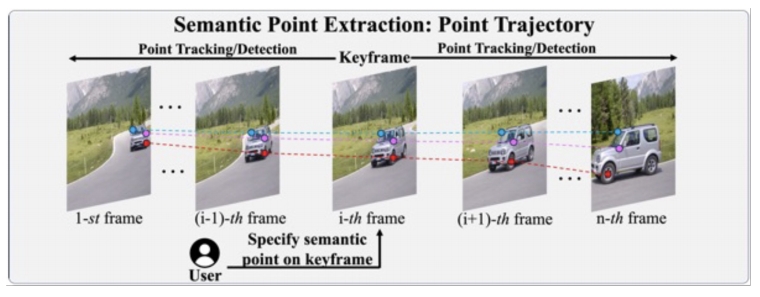 Semantic Point Extraction: Point Trajectory
Point Tracking/Detection
Keyframe
Point Tracking/Detection
... ...
... ...
1-st frame
(i-1)-th frame
i-th frame
(i+1)-th frame
n-th frame
Specify semantic
point on keyframe
User